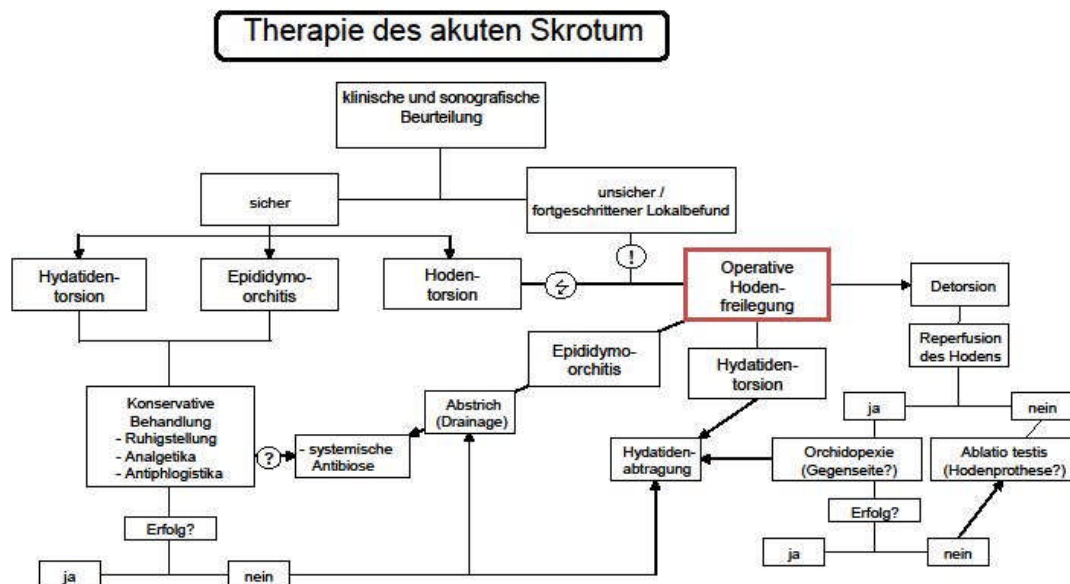 Therapie des akuten Skrotum
klinische und sonografische
Beurteilung
sicher
unsicher /
fortgeschrittener Lokalbefund
!
Hydatiden-
torsion
Epididymo-
orchitis
Hoden-
torsion
Operative
Hoden-
freilegung
Detorsion
Reperfusion
des Hodens
Epididymo-
orchitis
Hydatiden-
torsion
Konservative
Behandlung
- Ruhigstellung
- Analgetika
- Antiphlogistika
?
- systemische
Antibiose
Abstrich
(Drainage)
Hydatiden-
abtragung
ja
nein
Orchidopexie
(Gegenseite?)
Ablatio testis
(Hodenprothese?)
Erfolg?
ja
nein
Erfolg?
ja
nein